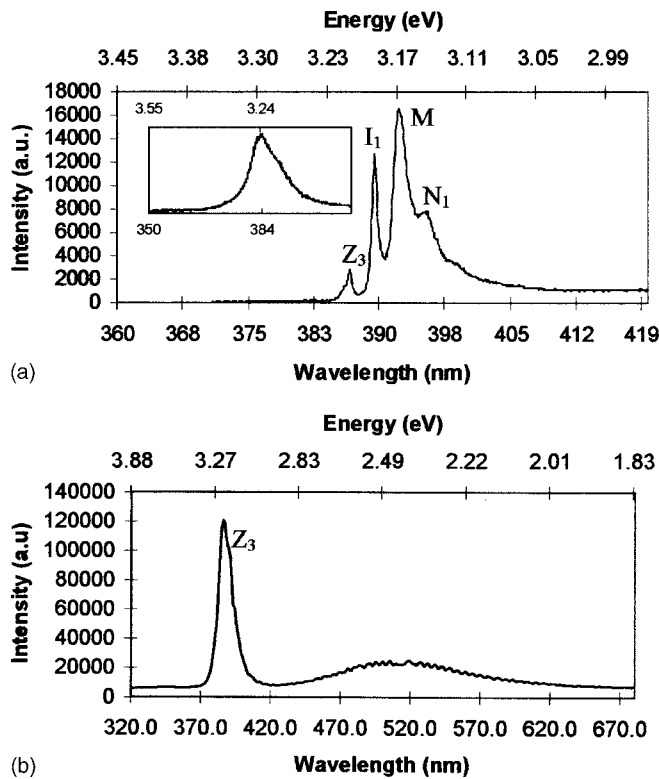 Energy (eV)
3.45 3.38 3.30 3.24 3.17 3.11 3.05 2.99
18000
16000
14000
12000
10000
8000
6000
4000
2000
0
Intensity (a.u.)
3.55 3.24
350 384
Z3
I1
M
N1
360 368 375 383 390 398 405 412 419
(a)
Wavelength (nm)
Energy (eV)
3.88 3.27 2.83 2.49 2.22 2.01 1.83
140000
120000
100000
80000
60000
40000
20000
0
Intensity (a.u)
Z3
320.0 370.0 420.0 470.0 520.0 570.0 620.0 670.0
(b)
Wavelength (nm)